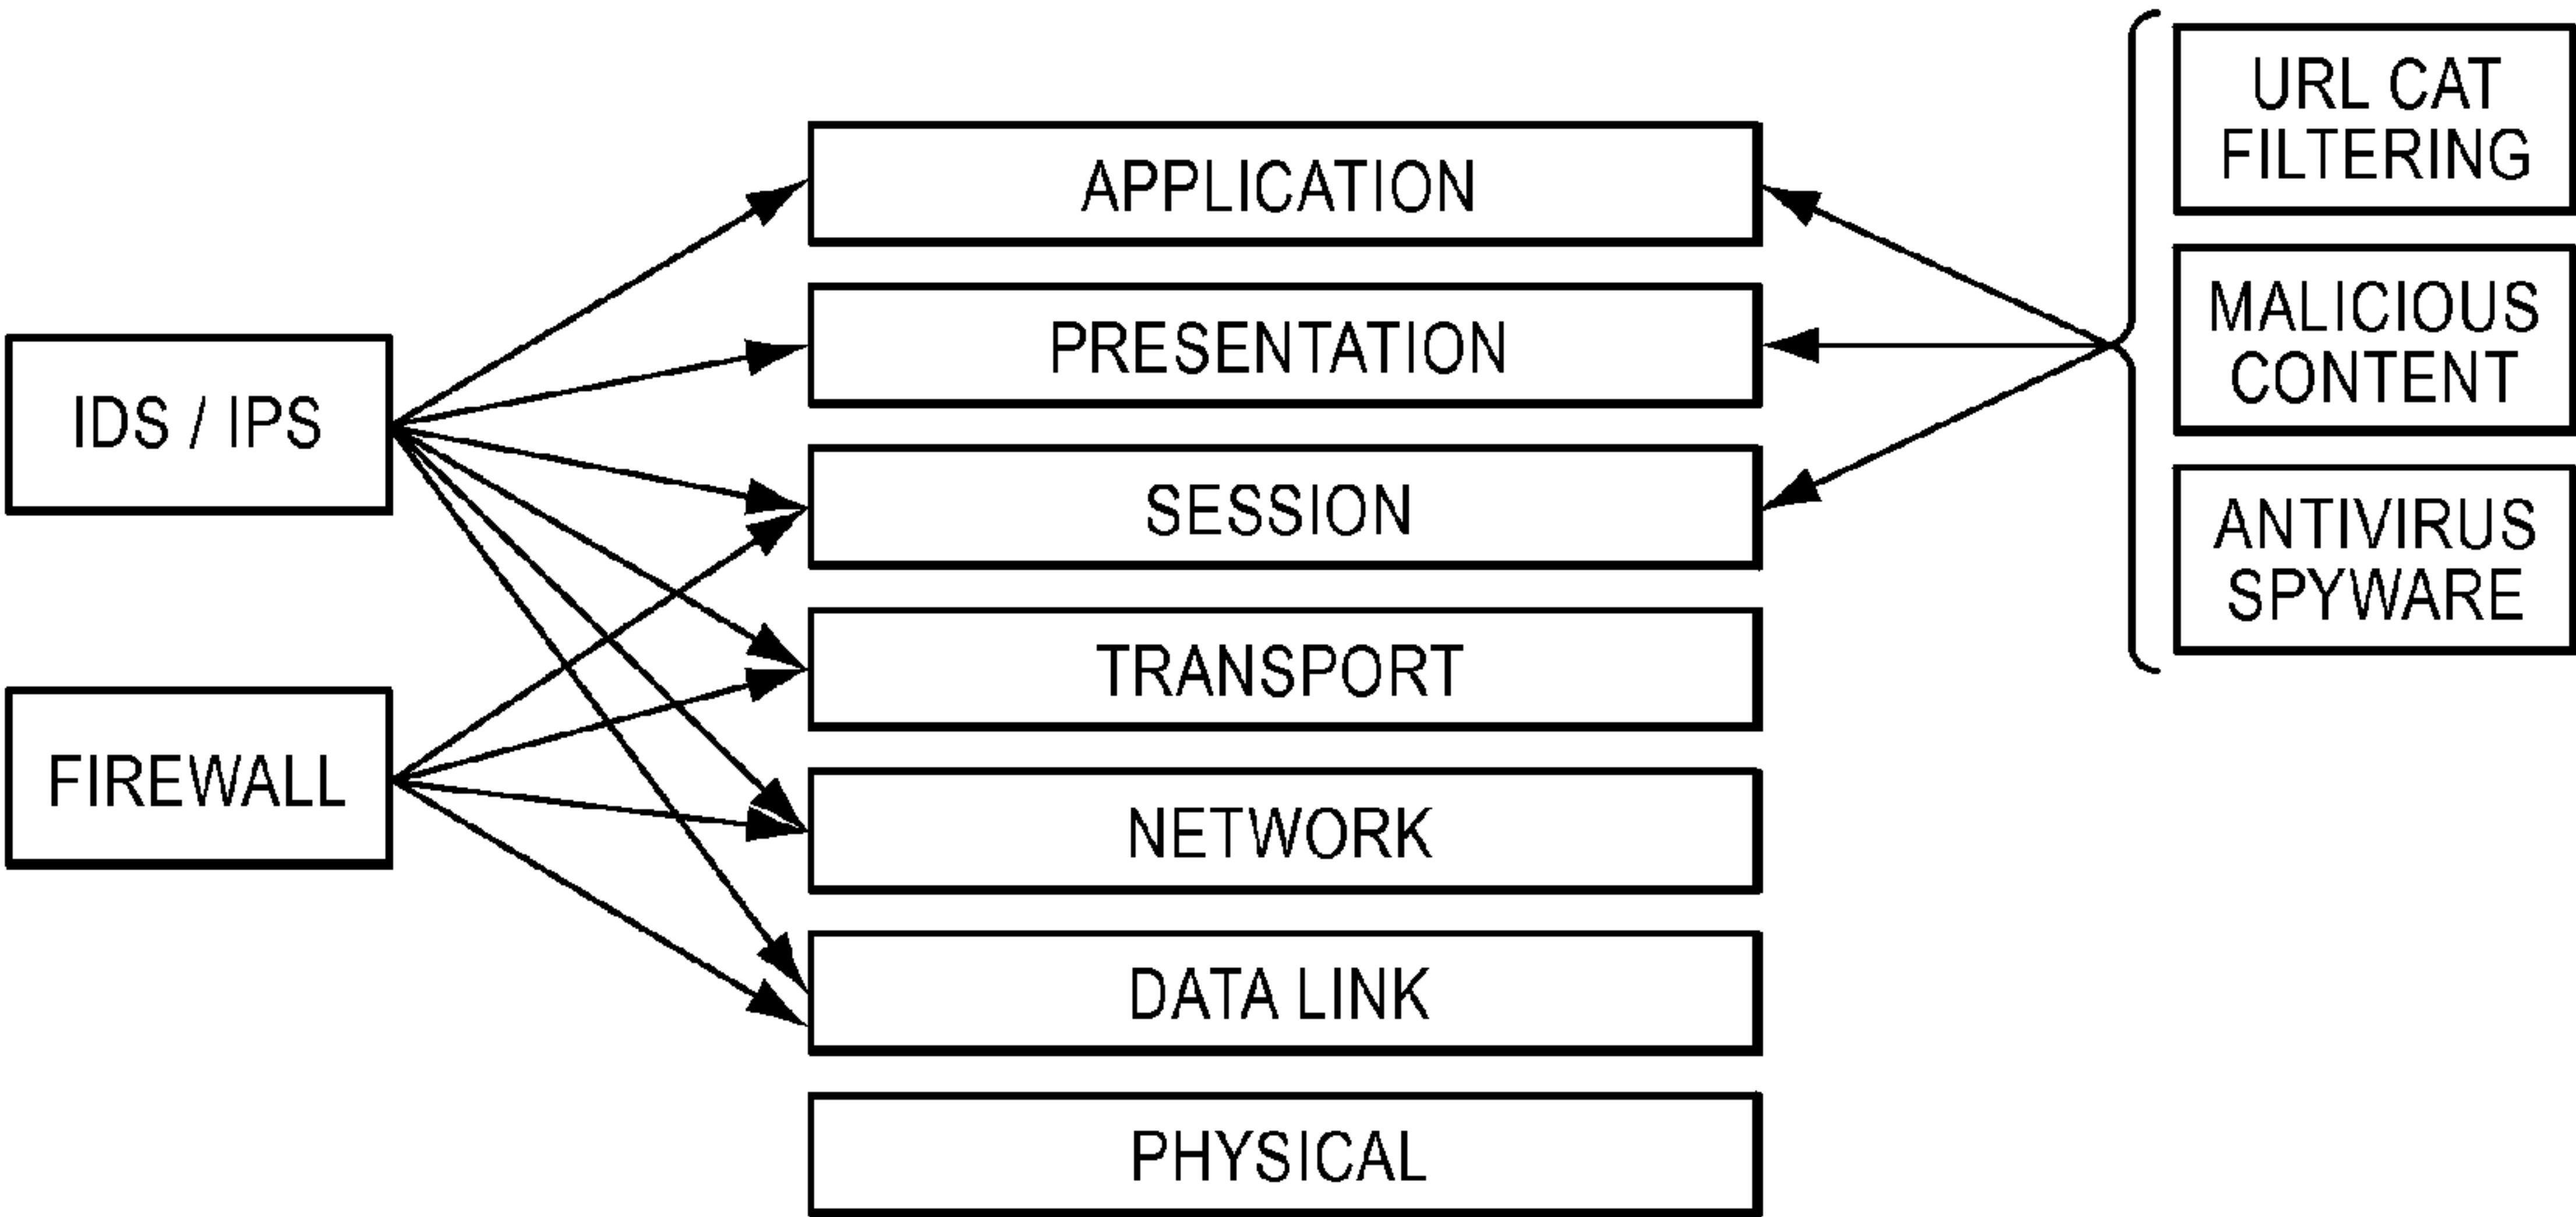 IDS / IPS
FIREWALL
APPLICATION
PRESENTATION
SESSION
TRANSPORT
NETWORK
DATA LINK
PHYSICAL
URL CAT
FILTERING
MALICIOUS
CONTENT
ANTIVIRUS
SPYWARE